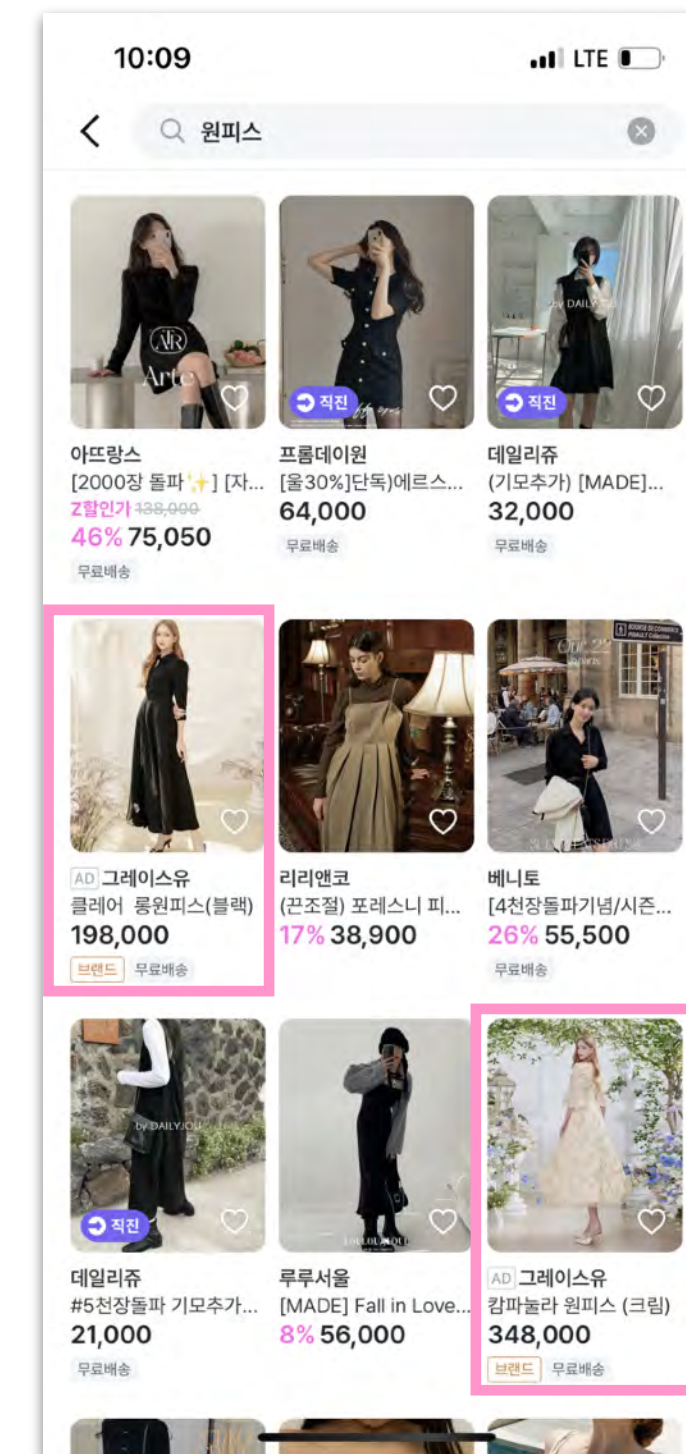 10:09
LTE
원피스
ATR
Arte
직진
직진
by DAILYJOU
아뜨랑스
프롬데이원
데일리쥬
[2000장 돌파✨] [자...
[울30%]단독)에르스...
(기모추가) [MADE]...
Z할인가 138,000
64,000
32,000
46% 75,050
무료배송
무료배송
무료배송
AD 그레이스유
리리앤코
베니토
클레어 롱원피스(블랙)
(끈조절) 포레스니 피...
[4천장돌파기념/시즌...
198,000
17% 38,900
26% 55,500
브랜드 무료배송
무료배송
by DAILYJOU
직진
데일리쥬
루루서울
AD 그레이스유
#5천장돌파 기모추가...
[MADE] Fall in Love...
캄파눌라 원피스 (크림)
21,000
8% 56,000
348,000
무료배송
브랜드 무료배송